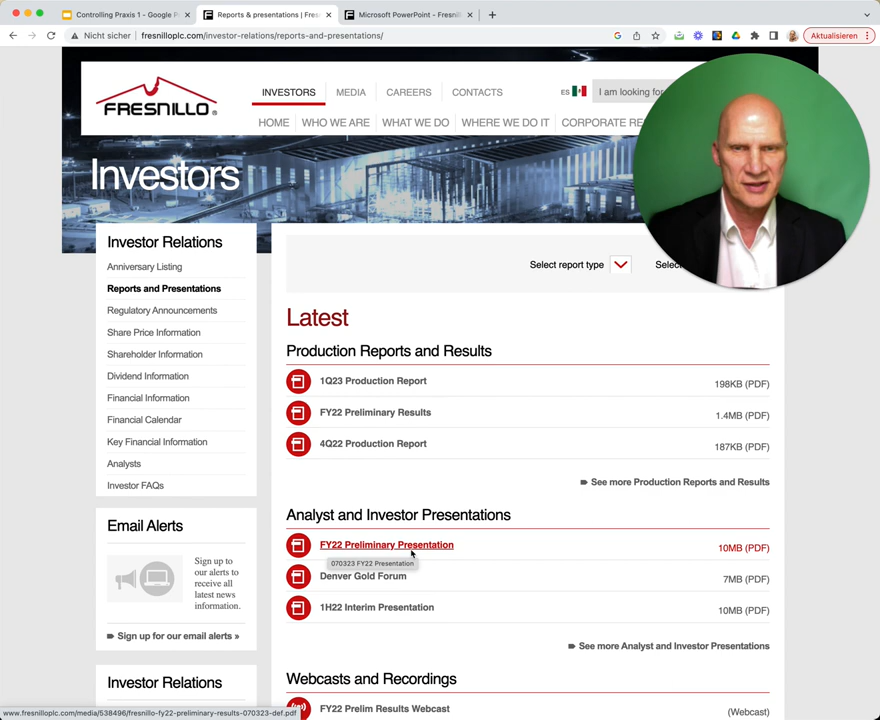 Controlling Praxis 1 - Google P
Reports & presentations | Fres
Microsoft PowerPoint - Fresnill
Nicht sicher
fresnilloplc.com/investor-relations/reports-and-presentations/
Aktualisieren
FRESNILLO
INVESTORS
MEDIA
CAREERS
CONTACTS
ES
I am looking for
HOME
WHO WE ARE
WHAT WE DO
WHERE WE DO IT
CORPORATE RE
Investors
Investor Relations
Anniversary Listing
Reports and Presentations
Regulatory Announcements
Share Price Information
Shareholder Information
Dividend Information
Financial Information
Financial Calendar
Key Financial Information
Analysts
Investor FAQs
Email Alerts
Sign up to
our alerts to
receive all
latest news
information.
Sign up for our email alerts »
Investor Relations
Select report type
Selec
Latest
Production Reports and Results
1Q23 Production Report
198KB (PDF)
FY22 Preliminary Results
1.4MB (PDF)
4Q22 Production Report
187KB (PDF)
See more Production Reports and Results
Analyst and Investor Presentations
FY22 Preliminary Presentation
10MB (PDF)
070323 FY22 Presentation
Denver Gold Forum
7MB (PDF)
1H22 Interim Presentation
10MB (PDF)
See more Analyst and Investor Presentations
Webcasts and Recordings
FY22 Prelim Results Webcast
(Webcast)
www.fresnilloplc.com/media/538496/fresnillo-fy22-preliminary-results-070323-def.pdf